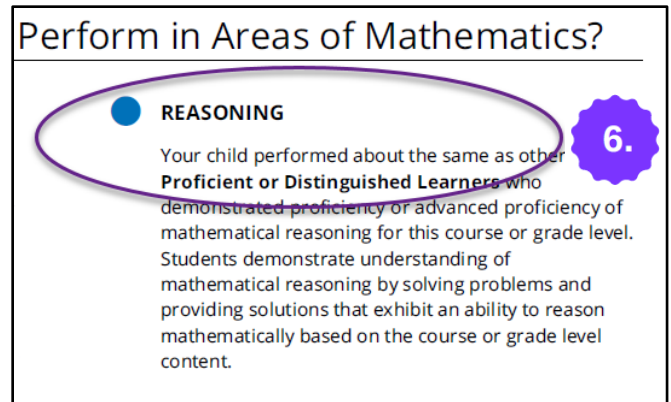 Perform in Areas of Mathematics?
REASONING
6.
Your child performed about the same as other
Proficient or Distinguished Learners who
demonstrated proficiency or advanced proficiency of
mathematical reasoning for this course or grade level.
Students demonstrate understanding of
mathematical reasoning by solving problems and
providing solutions that exhibit an ability to reason
mathematically based on the course or grade level
content.